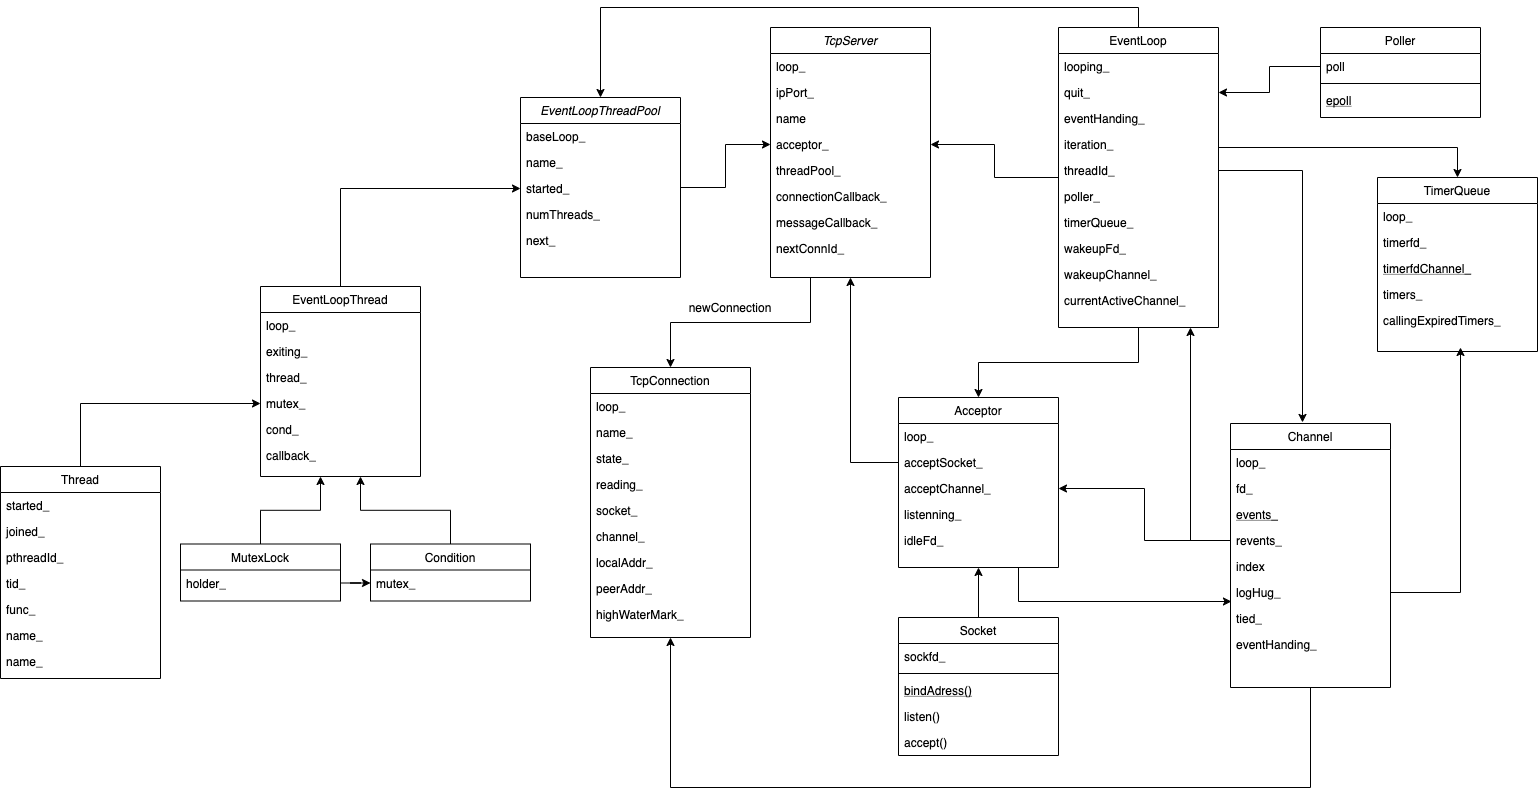 TcpServer
loop_
ipPort_
name
acceptor_
threadPool_
connectionCallback_
messageCallback_
nextConnId_
EventLoop
looping_
quit_
eventHanding_
iteration_
threadId_
poller_
timerQueue_
wakeupFd_
wakeupChannel_
currentActiveChannel_
Poller
poll
epoll
EventLoopThreadPool
baseLoop_
name_
started_
numThreads_
next_
TimerQueue
loop_
timerfd_
timerfdChannel_
timers_
callingExpiredTimers_
EventLoopThread
loop_
exiting_
thread_
mutex_
cond_
callback_
newConnection
TcpConnection
loop_
name_
state_
reading_
socket_
channel_
localAddr_
peerAddr_
highWaterMark_
Acceptor
loop_
acceptSocket_
acceptChannel_
listenning_
idleFd_
Channel
loop_
fd_
events_
revents_
index
logHug_
tied_
eventHanding_
Thread
started_
joined_
pthreadId_
tid_
func_
name_
name_
MutexLock
holder_
Condition
mutex_
Socket
sockfd_
bindAdress()
listen()
accept()